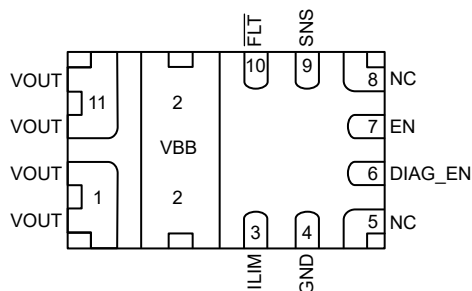 FLT
SNS
10
9
VOUT
11
2
8
NC
VOUT
7
EN
VBB
VOUT
6
DIAG_EN
1
2
VOUT
3
4
5
NC
ILIM
GND